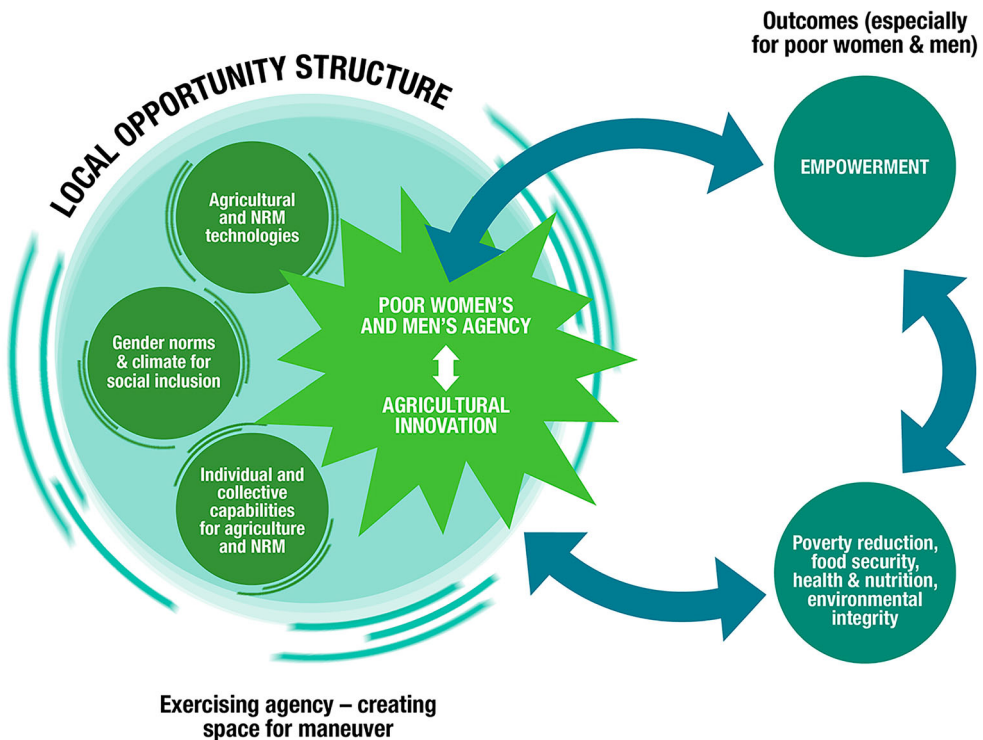 Outcomes (especially
for poor women & men)
LOCAL OPPORTUNITY STRUCTURE
Agricultural
and NRM
technologies
EMPOWERMENT
POOR WOMEN'S
AND MEN'S AGENCY
AGRICULTURAL
INNOVATION
Gender norms
& climate for
social inclusion
Individual and
collective
capabilities
for agriculture
and NRM
Poverty reduction,
food security,
health & nutrition,
environmental
integrity
Exercising agency – creating
space for maneuver